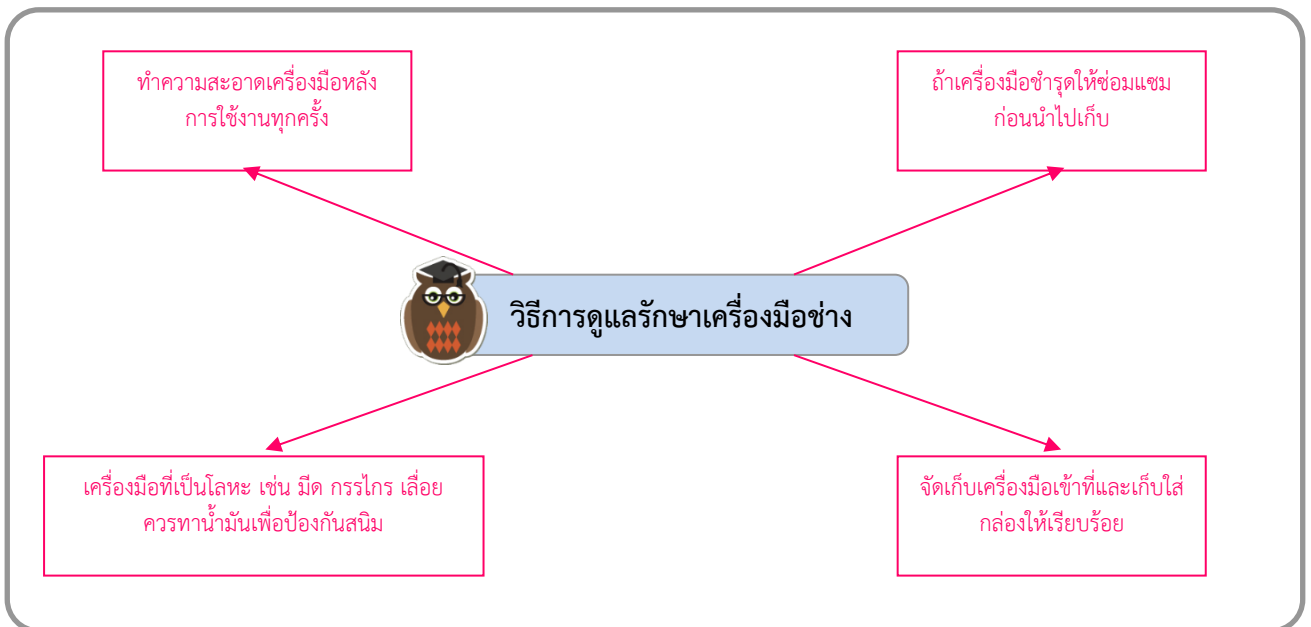 ทำความสะอาดเครื่องมือหลัง
การใช้งานทุกครั้ง
ถ้าเครื่องมือชำรุดให้ซ่อมแซม
ก่อนนำไปเก็บ
วิธีการดูแลรักษาเครื่องมือช่าง
เครื่องมือที่เป็นโลหะ เช่น มีด กรรไกร เลื่อย
ควรทาน้ำมันเพื่อป้องกันสนิม
จัดเก็บเครื่องมือเข้าที่และเก็บใส่
กล่องให้เรียบร้อย